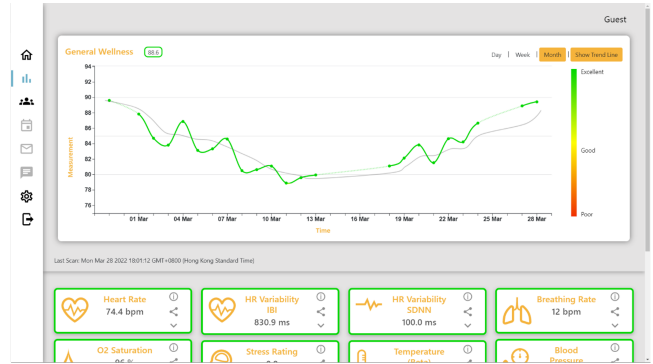 Guest
General Wellness 88.6
Day | Week | Month | Show Trend Line
94
92
90
88
86
84
82
80
78
76
Measurement
01 Mar 04 Mar 07 Mar 10 Mar 13 Mar 16 Mar 19 Mar 22 Mar 25 Mar 28 Mar
Time
Excellent
Good
Poor
Last Scan: Mon Mar 28 2022 18:01:12 GMT+0800 (Hong Kong Standard Time)
Heart Rate
74.4 bpm
HR Variability
IBI
830.9 ms
HR Variability
SDNN
100.0 ms
Breathing Rate
12 bpm
O2 Saturation
Stress Rating
Temperature
Blood
Pressure